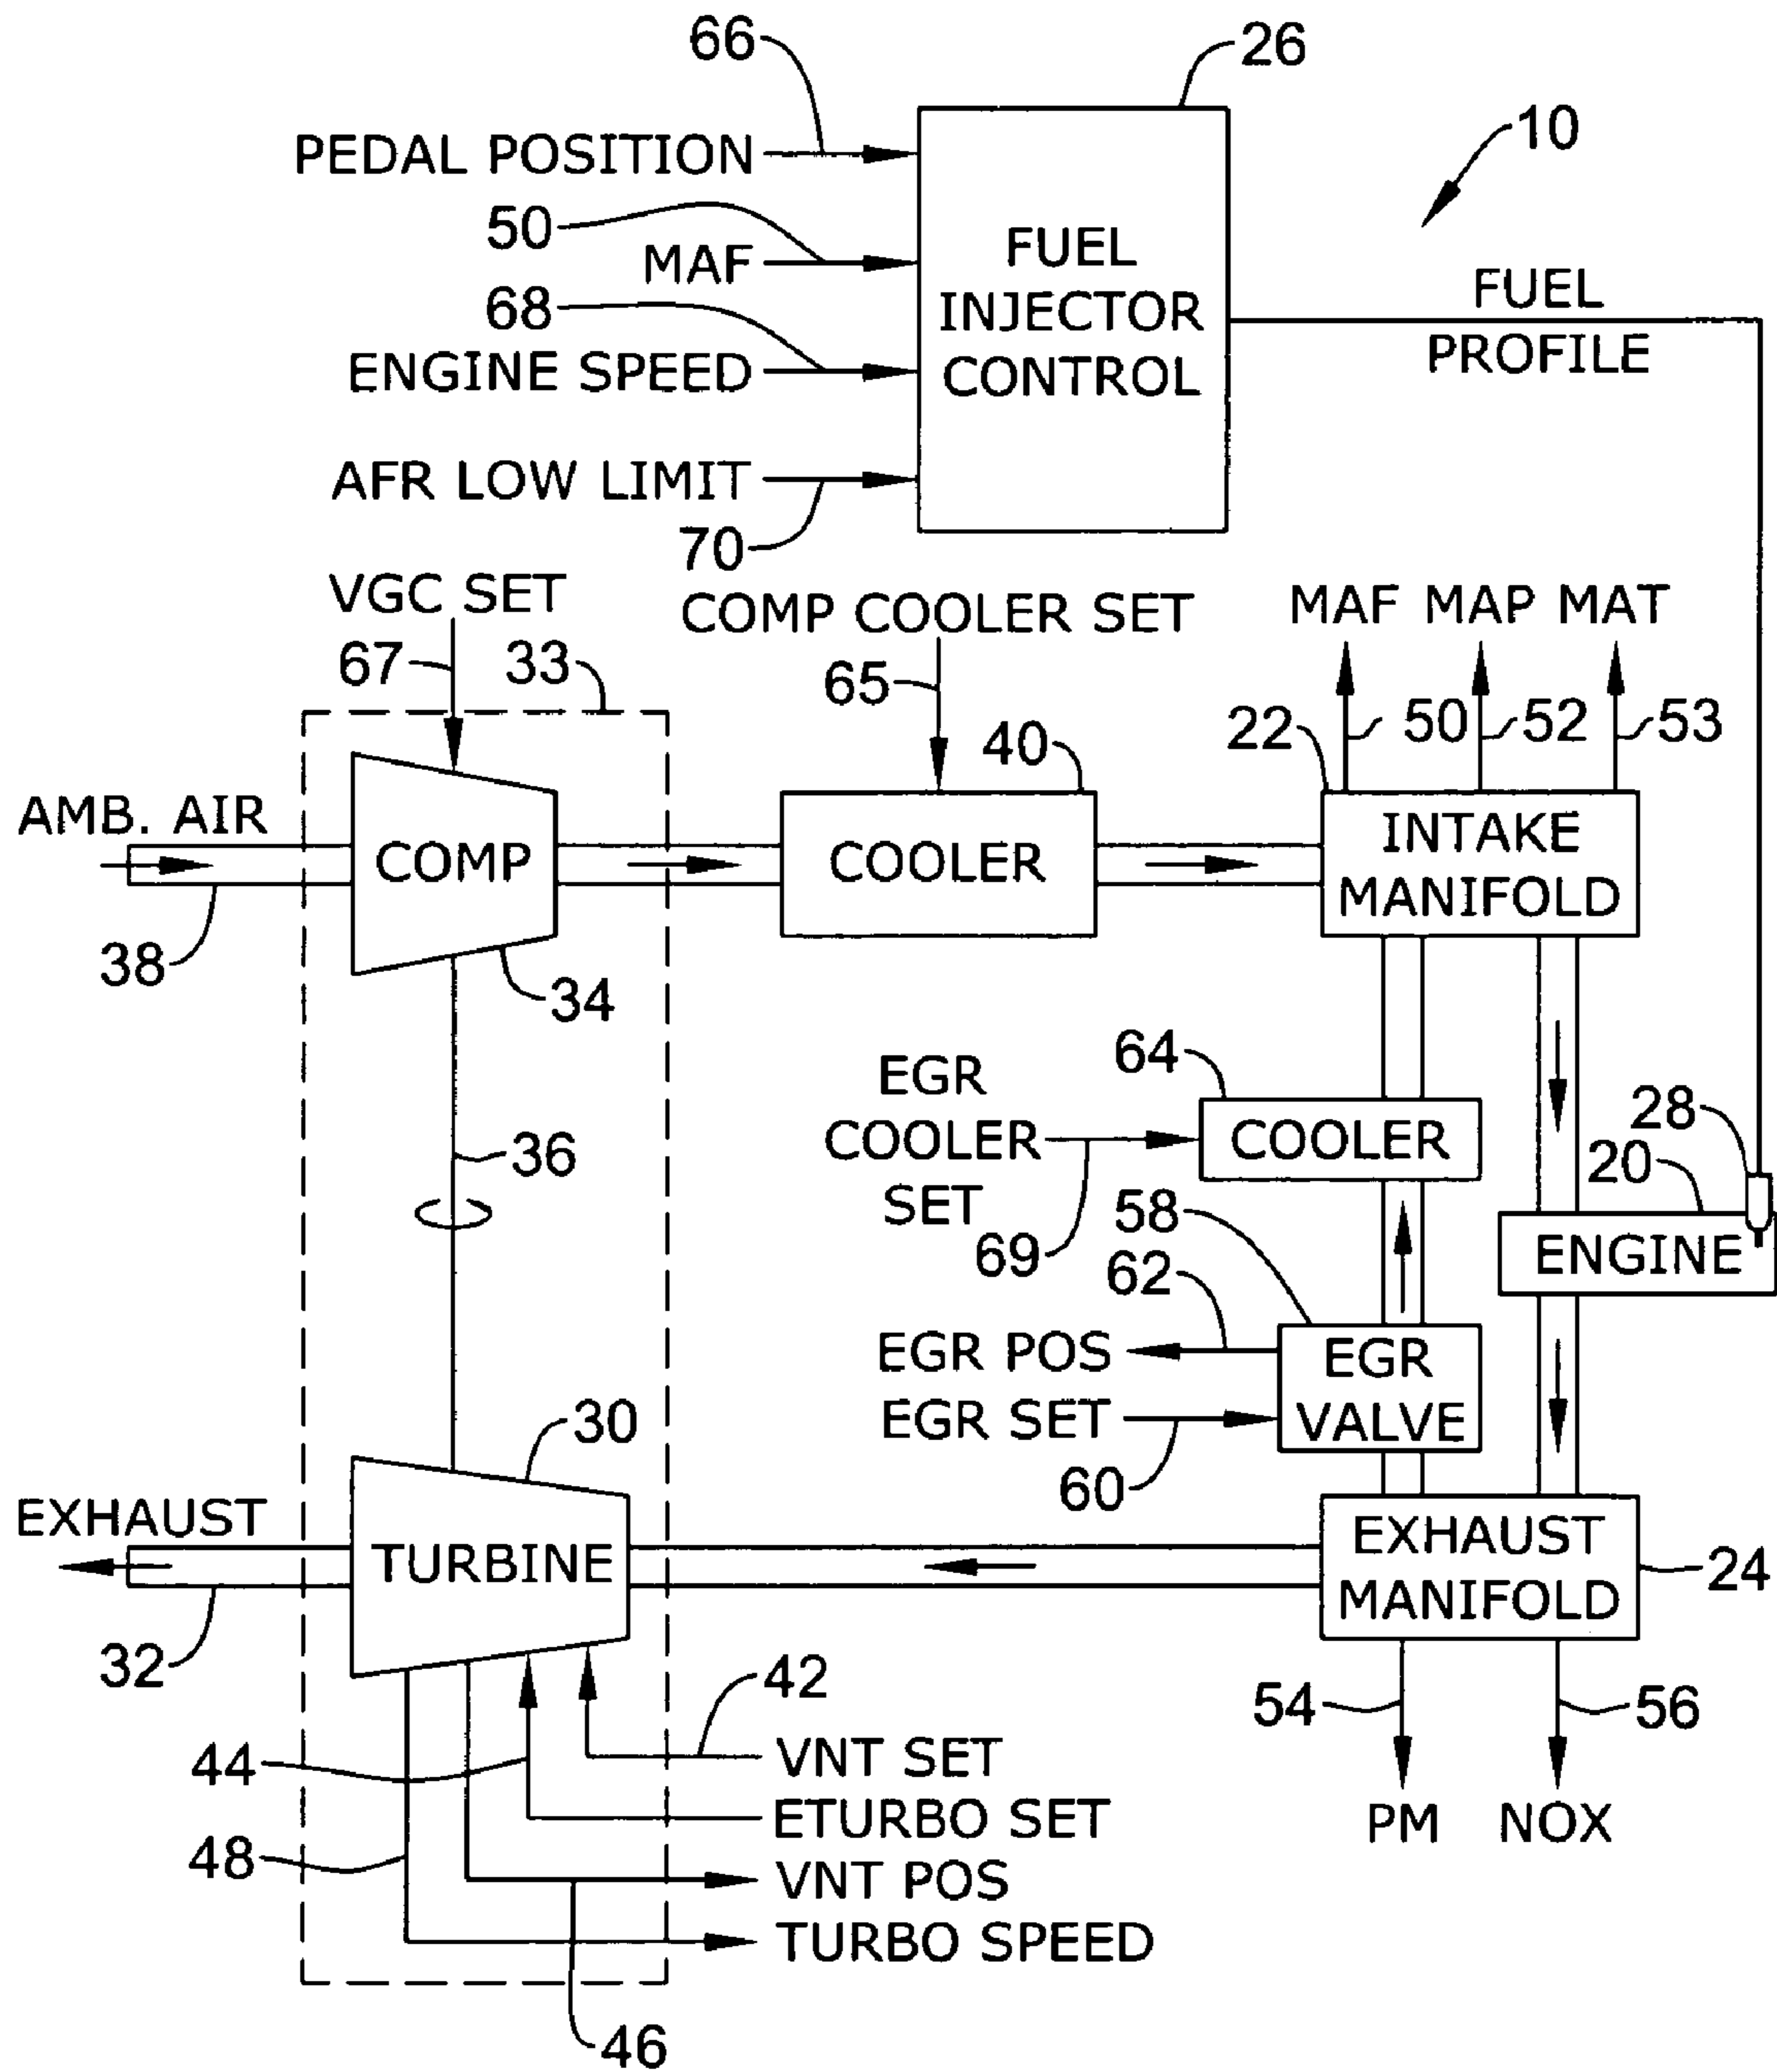 66
26
10
PEDAL POSITION
50
MAF
68
ENGINE SPEED
AFR LOW LIMIT
70
FUEL
INJECTOR
CONTROL
FUEL
PROFILE
VGC SET
67
33
COMP COOLER SET
65
40
MAF MAP MAT
22
50
52
53
AMB. AIR
COMP
COOLER
INTAKE
MANIFOLD
38
34
36
EGR
COOLER
SET
69
64
COOLER
28
20
ENGINE
58
62
EGR POS
EGR SET
60
EGR
VALVE
30
EXHAUST
TURBINE
EXHAUST
MANIFOLD
24
32
42
54
56
44
VNT SET
ETURBO SET
PM
NOX
48
VNT POS
TURBO SPEED
46